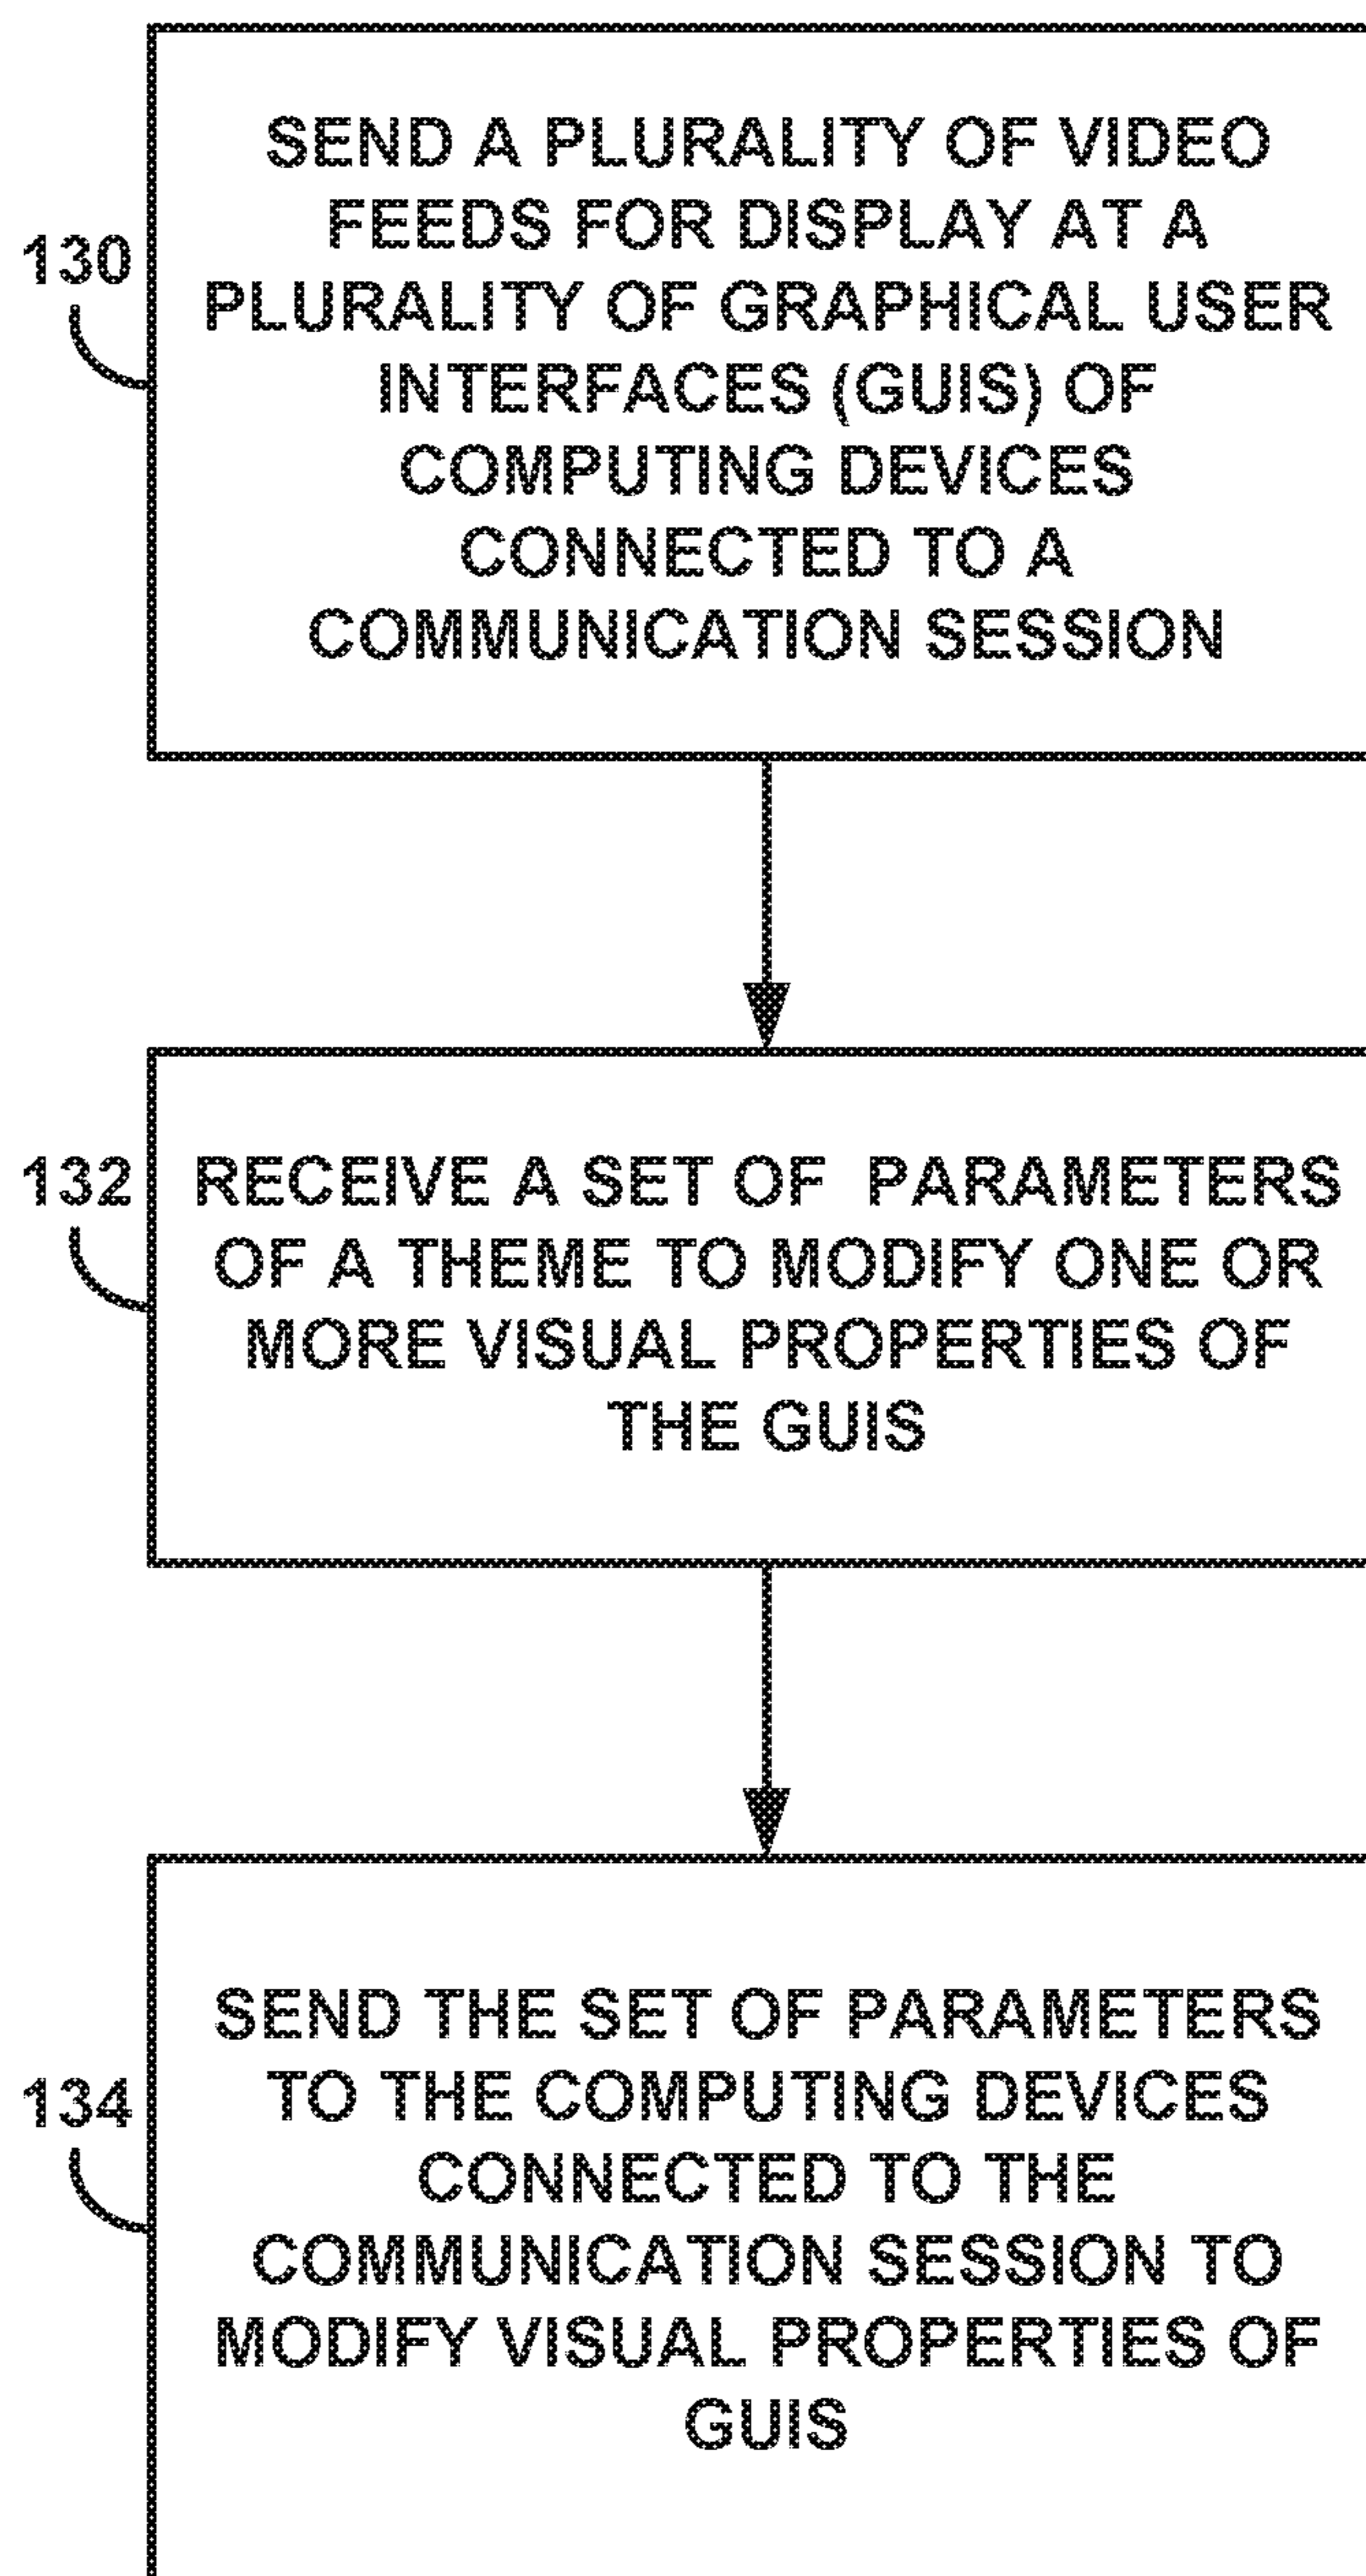 SEND A PLURALITY OF VIDEO
FEEDS FOR DISPLAY AT A
PLURALITY OF GRAPHICAL USER
INTERFACES (GUIS) OF
COMPUTING DEVICES
CONNECTED TO A
COMMUNICATION SESSION
130
RECEIVE A SET OF PARAMETERS
OF A THEME TO MODIFY ONE OR
MORE VISUAL PROPERTIES OF
THE GUIS
132
SEND THE SET OF PARAMETERS
TO THE COMPUTING DEVICES
CONNECTED TO THE
COMMUNICATION SESSION TO
MODIFY VISUAL PROPERTIES OF
GUIS
134